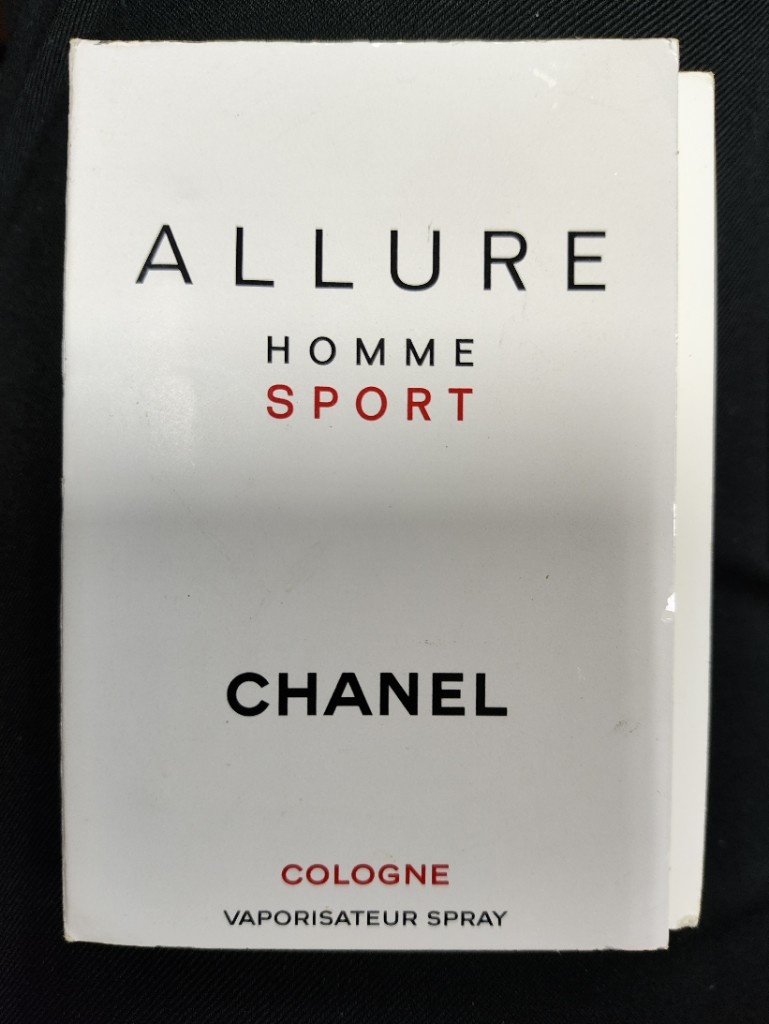 ALLURE
HOMME
SPORT
CHANEL
COLOGNE
VAPORISATEUR SPRAY